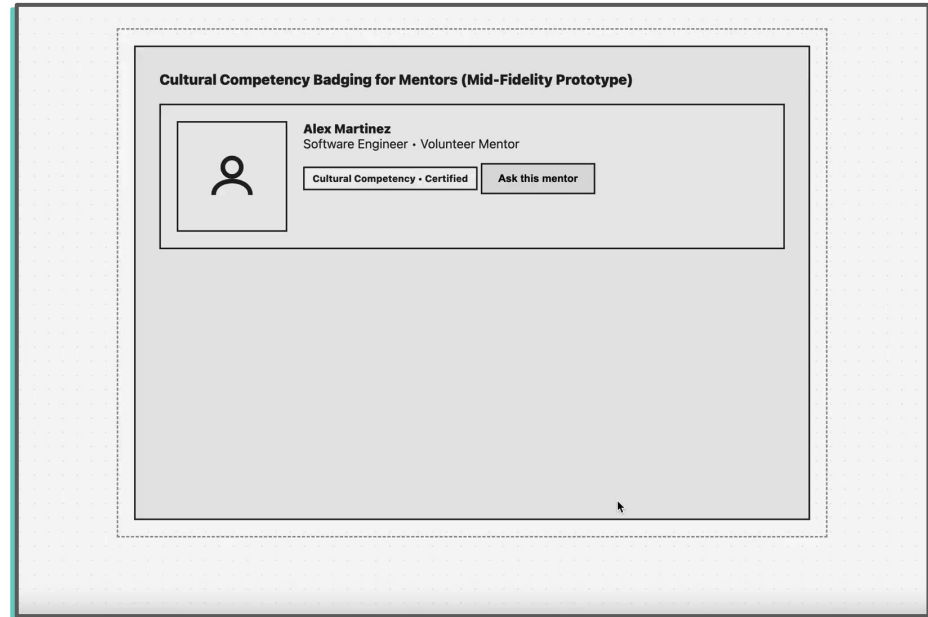 Cultural Competency Badging for Mentors (Mid-Fidelity Prototype)
Alex Martinez
Software Engineer • Volunteer Mentor
Cultural Competency • Certified
Ask this mentor